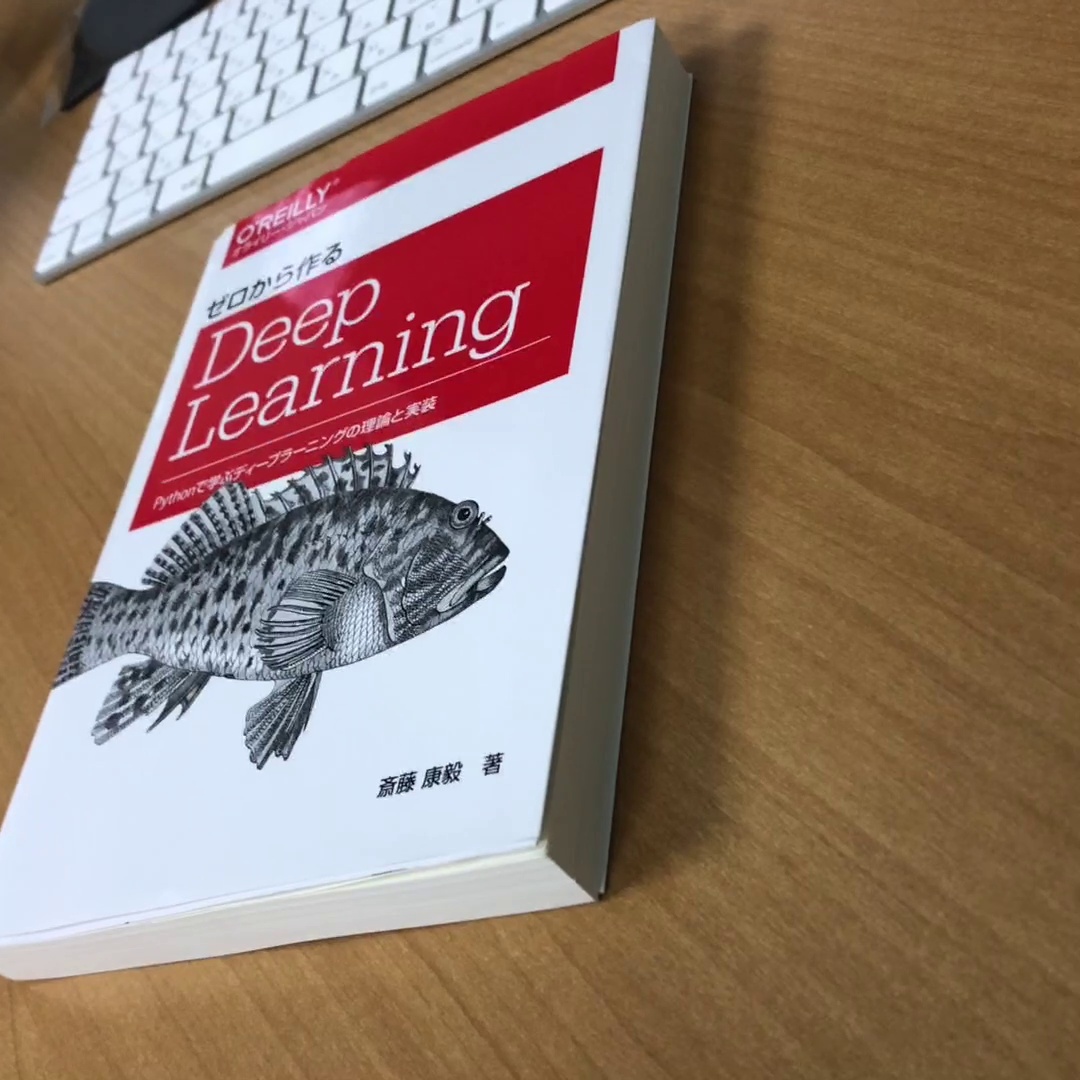 O'REILLY®
オライリー・ジャパン
ゼロから作る
Deep
Learning
Pythonで学ぶディープラーニングの理論と実装
斎藤 康毅 著